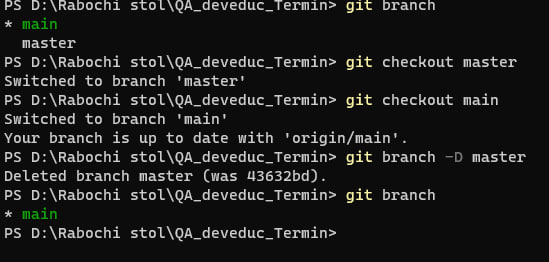 PS D:\Rabochi stol\QA_deveduc_Termin> git branch
* main
  master
PS D:\Rabochi stol\QA_deveduc_Termin> git checkout master
Switched to branch 'master'
PS D:\Rabochi stol\QA_deveduc_Termin> git checkout main
Switched to branch 'main'
Your branch is up to date with 'origin/main'.
PS D:\Rabochi stol\QA_deveduc_Termin> git branch -D master
Deleted branch master (was 43632bd).
PS D:\Rabochi stol\QA_deveduc_Termin> git branch
* main
PS D:\Rabochi stol\QA_deveduc_Termin>